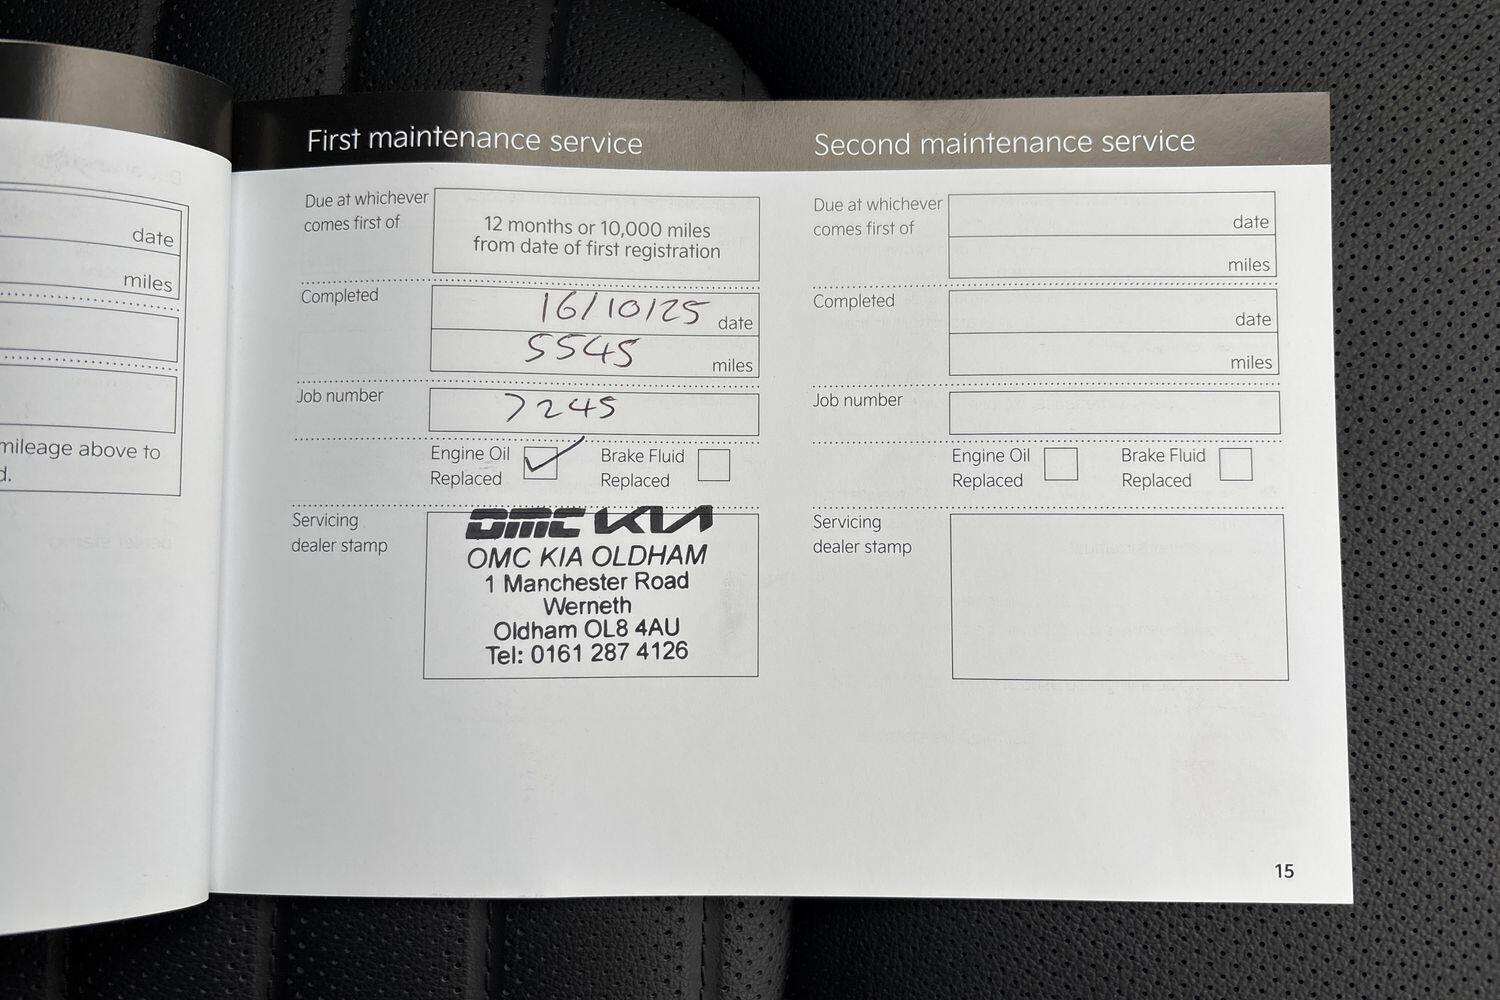 date
miles
mileage above to
d.
First maintenance service
Due at whichever
comes first of
12 months or 10,000 miles
from date of first registration
Completed
16/10/25 date
5545 miles
Job number
7245
Engine Oil
Replaced
Brake Fluid
Replaced
Servicing
dealer stamp
OMC KIA
OMC KIA OLDHAM
1 Manchester Road
Werneth
Oldham OL8 4AU
Tel: 0161 287 4126
Second maintenance service
Due at whichever
comes first of
date
miles
Completed
date
miles
Job number
Engine Oil
Replaced
Brake Fluid
Replaced
Servicing
dealer stamp
15